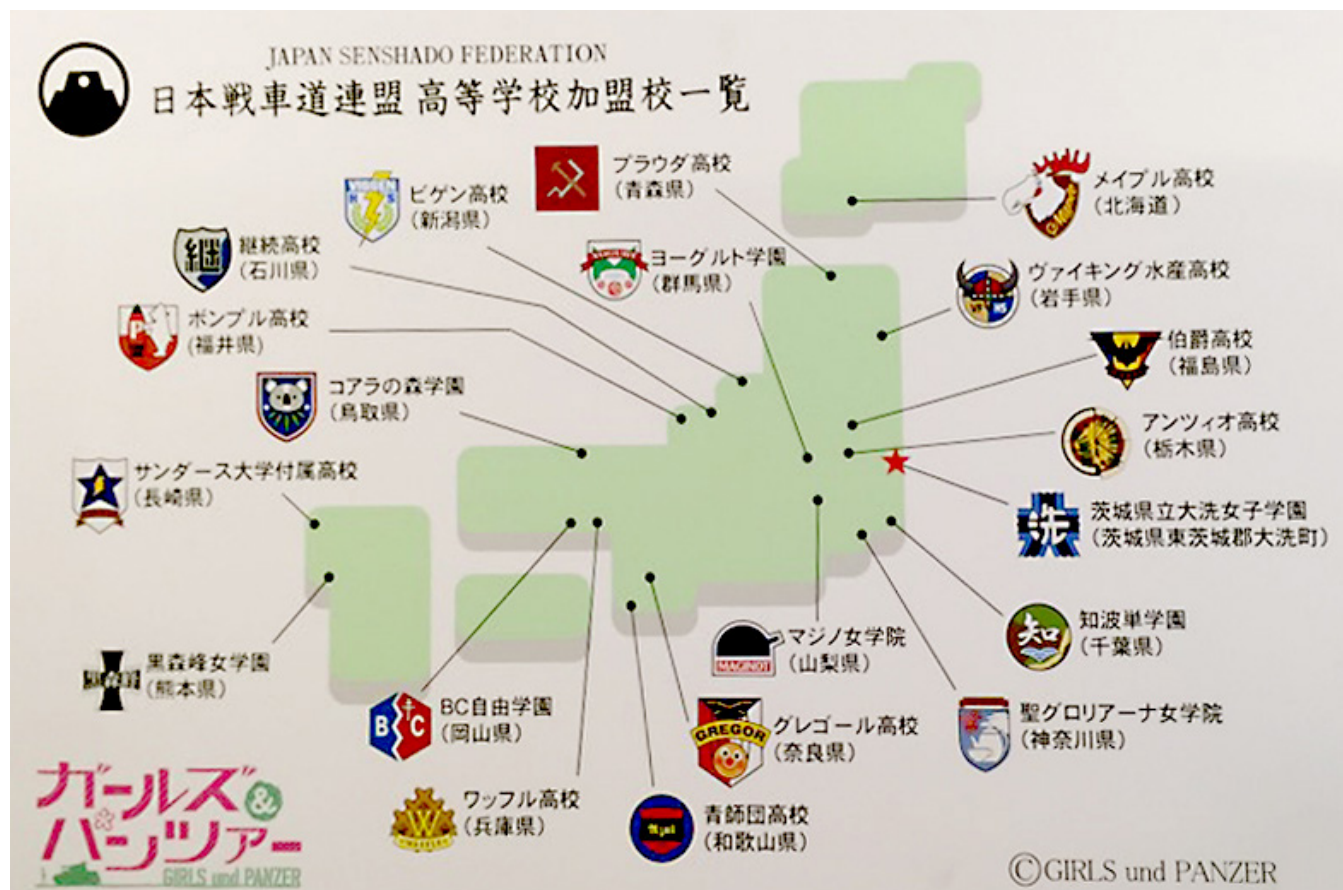 JAPAN SENSHADO FEDERATION
日本戦車道連盟 高等学校加盟校一覧
プラウダ高校
(青森県)
メイプル高校
(北海道)
VIGGEN
H S
ビゲン高校
(新潟県)
継
継続高校
(石川県)
ヨーグルト学園
(群馬県)
ヴァイキング水産高校
(岩手県)
P
ボンプル高校
(福井県)
伯爵高校
(福島県)
コアラの森学園
(鳥取県)
アンツィオ高校
(栃木県)
サンダース大学付属高校
(長崎県)
洗
茨城県立大洗女子学園
(茨城県東茨城郡大洗町)
知
知波単学園
(千葉県)
MAGINOT
マジノ女学院
(山梨県)
黒森峰
黒森峰女学園
(熊本県)
B C
BC自由学園
(岡山県)
GREGOR
グレゴール高校
(奈良県)
聖グロリアーナ女学院
(神奈川県)
W
ワッフル高校
(兵庫県)
青師団高校
(和歌山県)
ガールズ&
パンツァー
GIRLS und PANZER
©GIRLS und PANZER